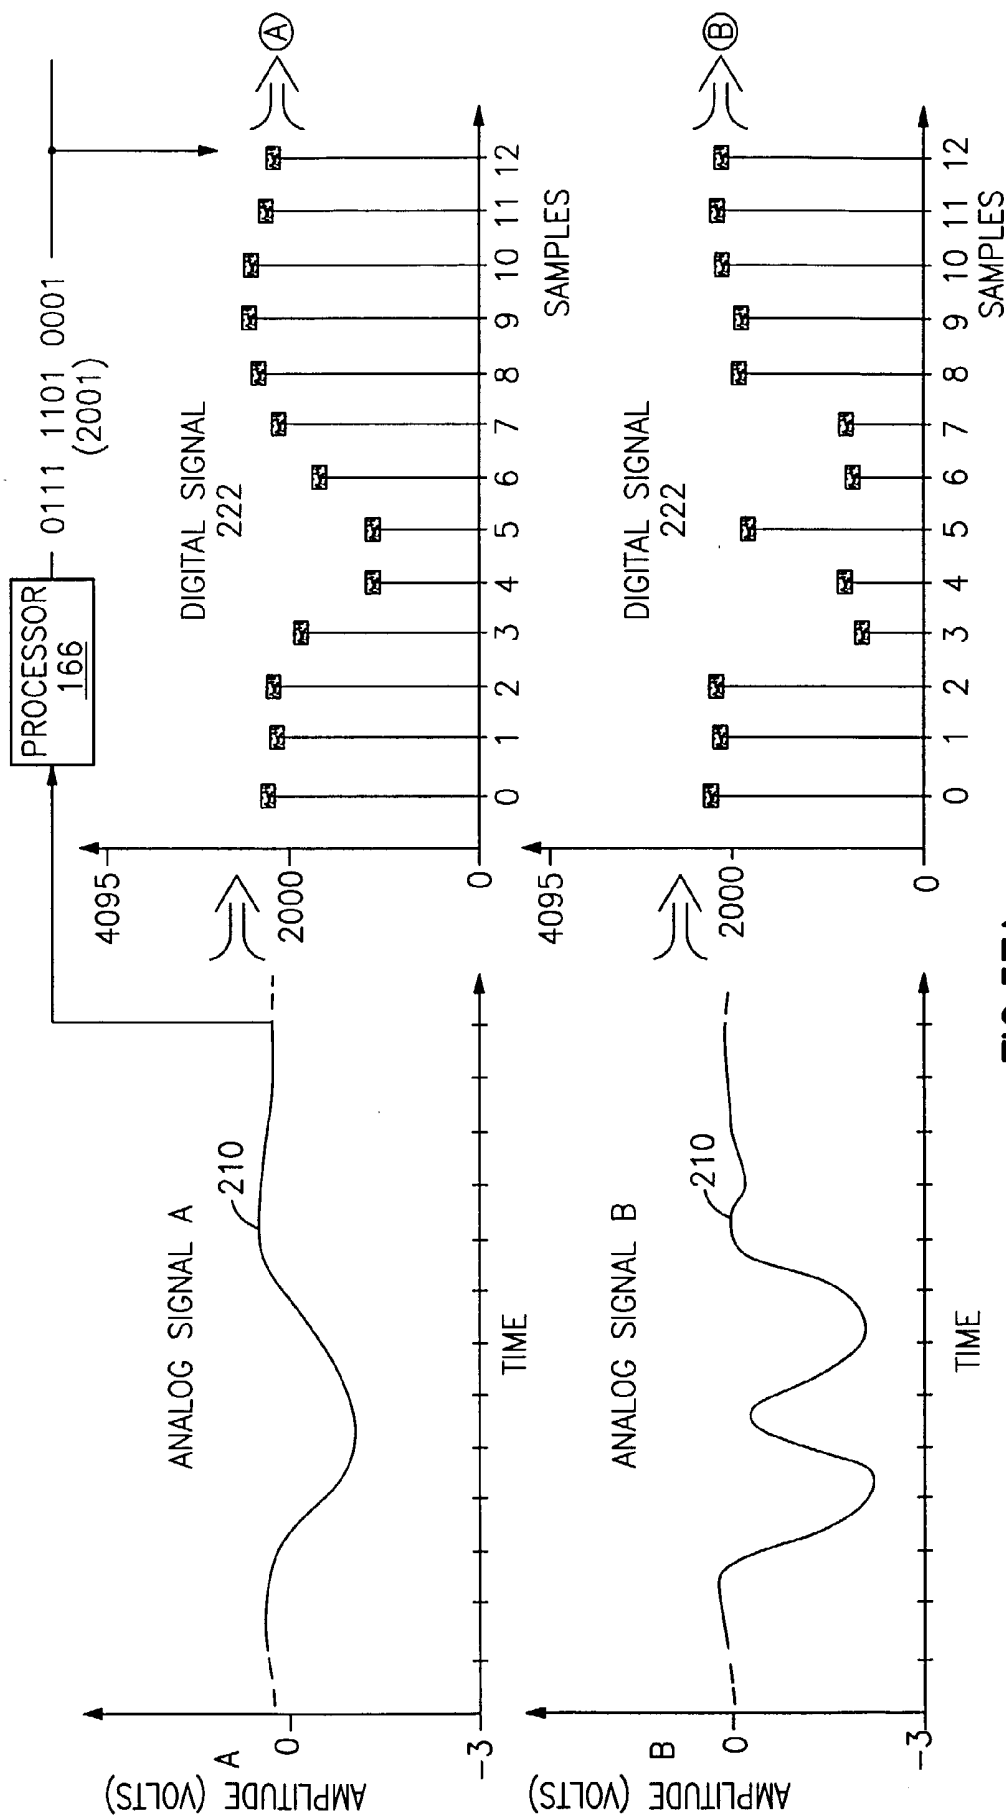 PROCESSOR
166
0111 1101 0001
(2001)
A
AMPLITUDE (VOLTS)
0
-3
ANALOG SIGNAL A
210
TIME
4095
2000
0
DIGITAL SIGNAL
222
0 1 2 3 4 5 6 7 8 9 10 11 12
SAMPLES
A
B
AMPLITUDE (VOLTS)
0
-3
ANALOG SIGNAL B
210
TIME
4095
2000
0
DIGITAL SIGNAL
222
0 1 2 3 4 5 6 7 8 9 10 11 12
SAMPLES
B